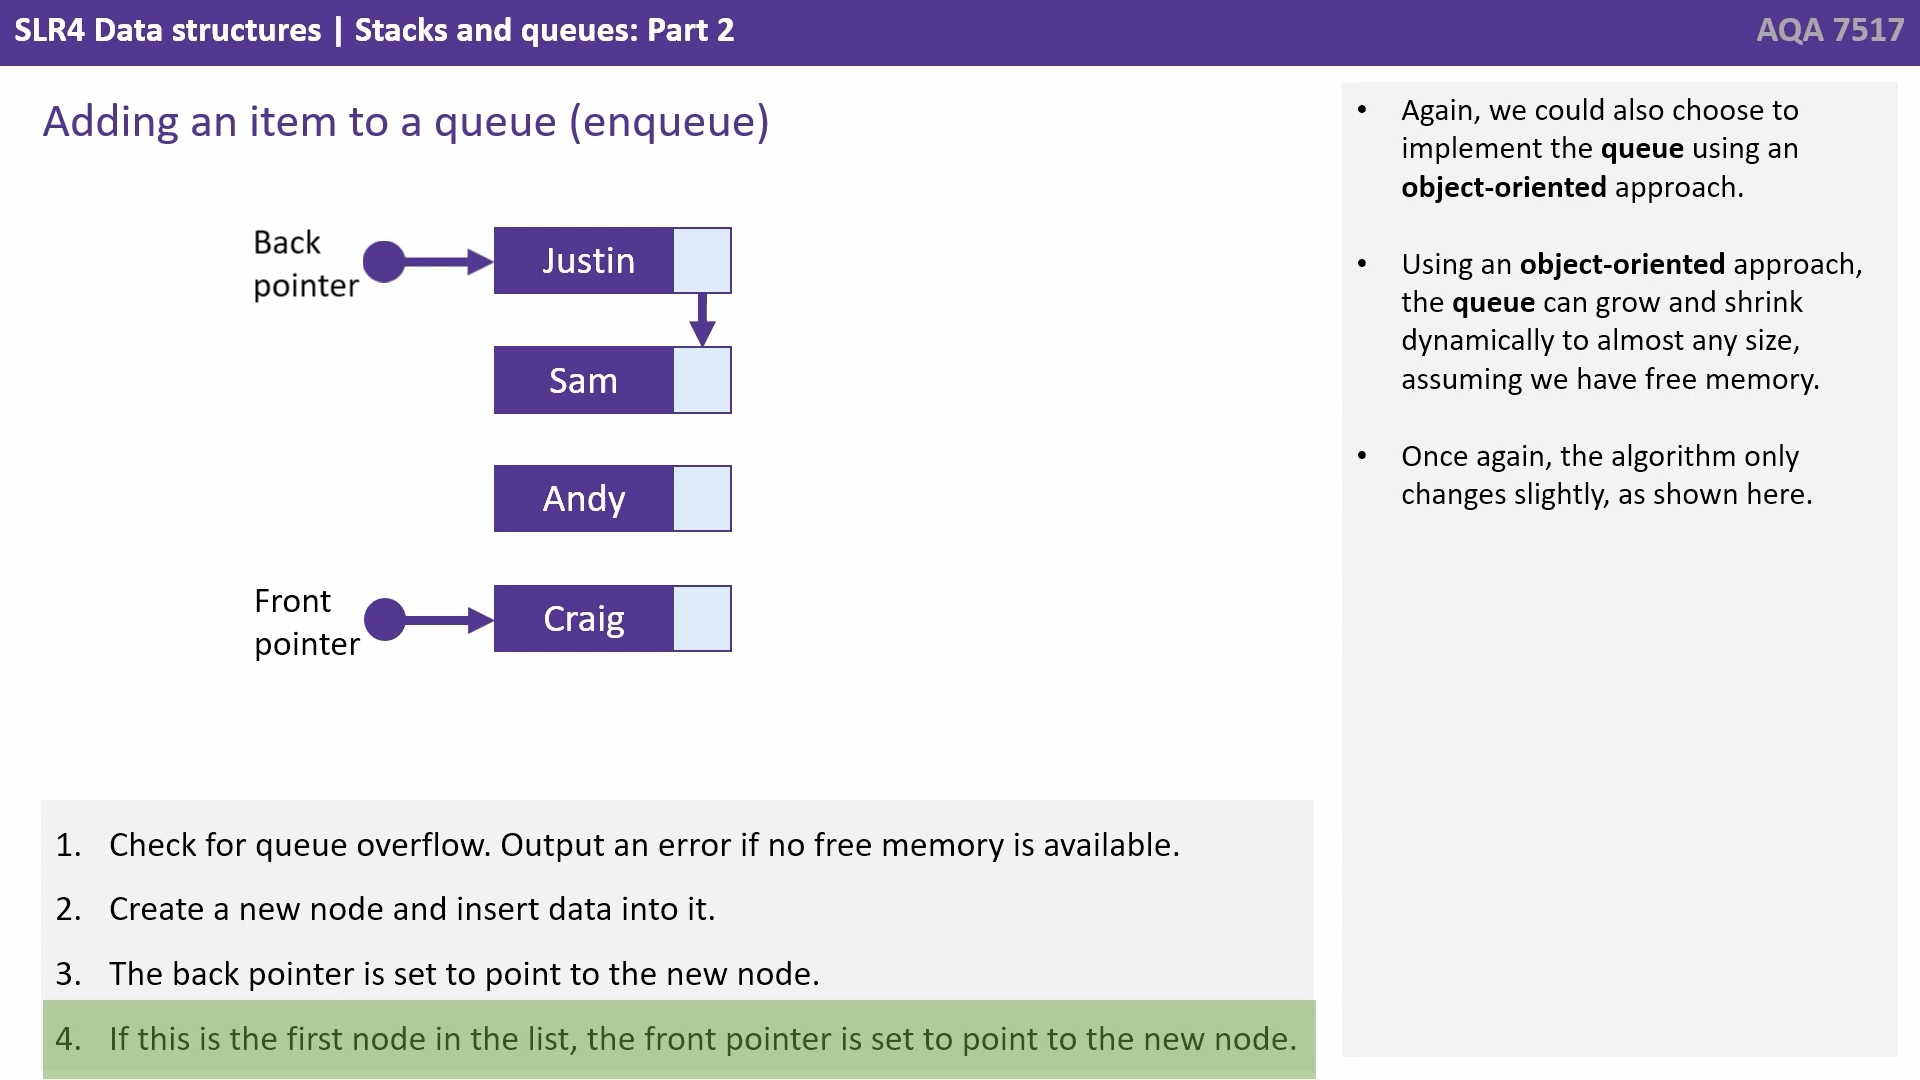 SLR4 Data structures | Stacks and queues: Part 2
AQA 7517
Adding an item to a queue (enqueue)
Back
pointer
Justin
Sam
Andy
Front
pointer
Craig
1. Check for queue overflow. Output an error if no free memory is available.
2. Create a new node and insert data into it.
3. The back pointer is set to point to the new node.
4. If this is the first node in the list, the front pointer is set to point to the new node.
• Again, we could also choose to
implement the queue using an
object-oriented approach.
• Using an object-oriented approach,
the queue can grow and shrink
dynamically to almost any size,
assuming we have free memory.
• Once again, the algorithm only
changes slightly, as shown here.